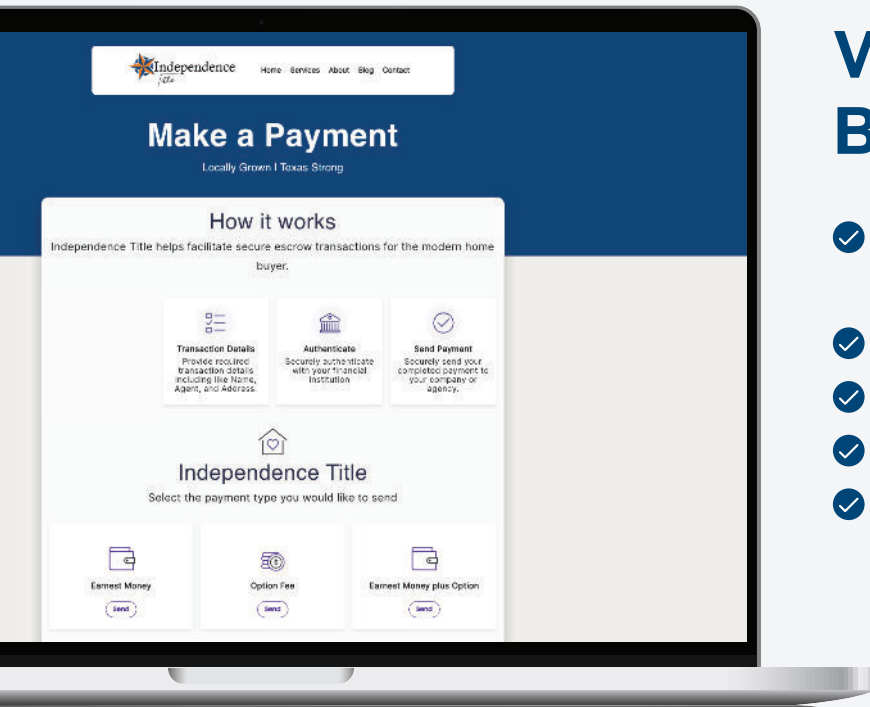 Independence
Title
Home Services About Blog Contact
Make a Payment
Locally Grown | Texas Strong
How it works
Independence Title helps facilitate secure escrow transactions for the modern home
buyer.
Transaction Details
Provide required
transaction details
including like Name,
Agent, and Address.
Authenticate
Securely authenticate
with your financial
institution
Send Payment
Securely send your
completed payment to
your company or
agency.
Independence Title
Select the payment type you would like to send
Earnest Money
Send
Option Fee
Send
Earnest Money plus Option
Send
V
B